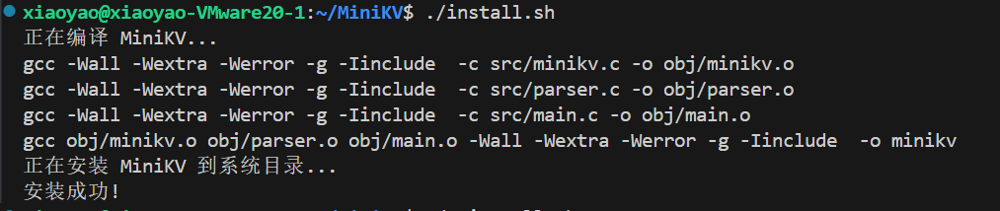 xiaoyao@xiaoyao-VMware20-1:~/MiniKV$ ./install.sh
正在编译 MiniKV...
gcc -Wall -Wextra -Werror -g -Iinclude  -c src/minikv.c -o obj/minikv.o
gcc -Wall -Wextra -Werror -g -Iinclude  -c src/parser.c -o obj/parser.o
gcc -Wall -Wextra -Werror -g -Iinclude  -c src/main.c -o obj/main.o
gcc obj/minikv.o obj/parser.o obj/main.o -Wall -Wextra -Werror -g -Iinclude  -o minikv
正在安装 MiniKV 到系统目录...
安装成功!